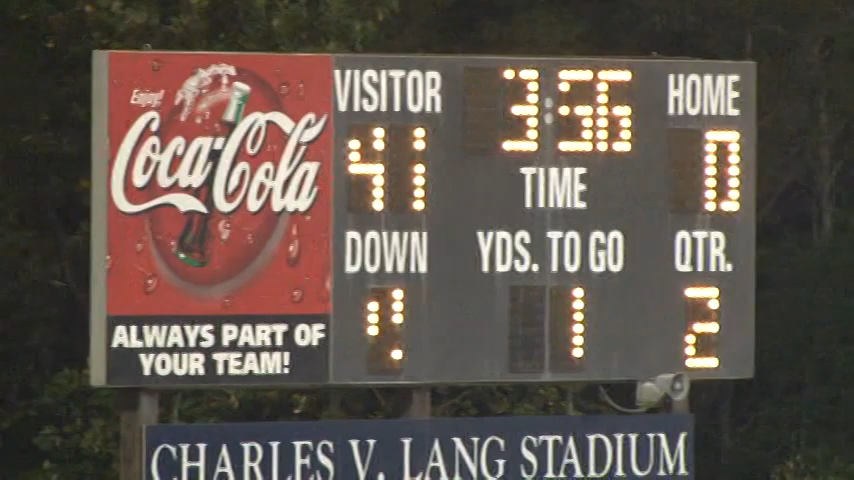 Enjoy!
Coca-Cola
ALWAYS PART OF
YOUR TEAM!
VISITOR 3:56 HOME
41 TIME 0
DOWN YDS. TO GO QTR.
1 2
CHARLES V. LANG STADIUM